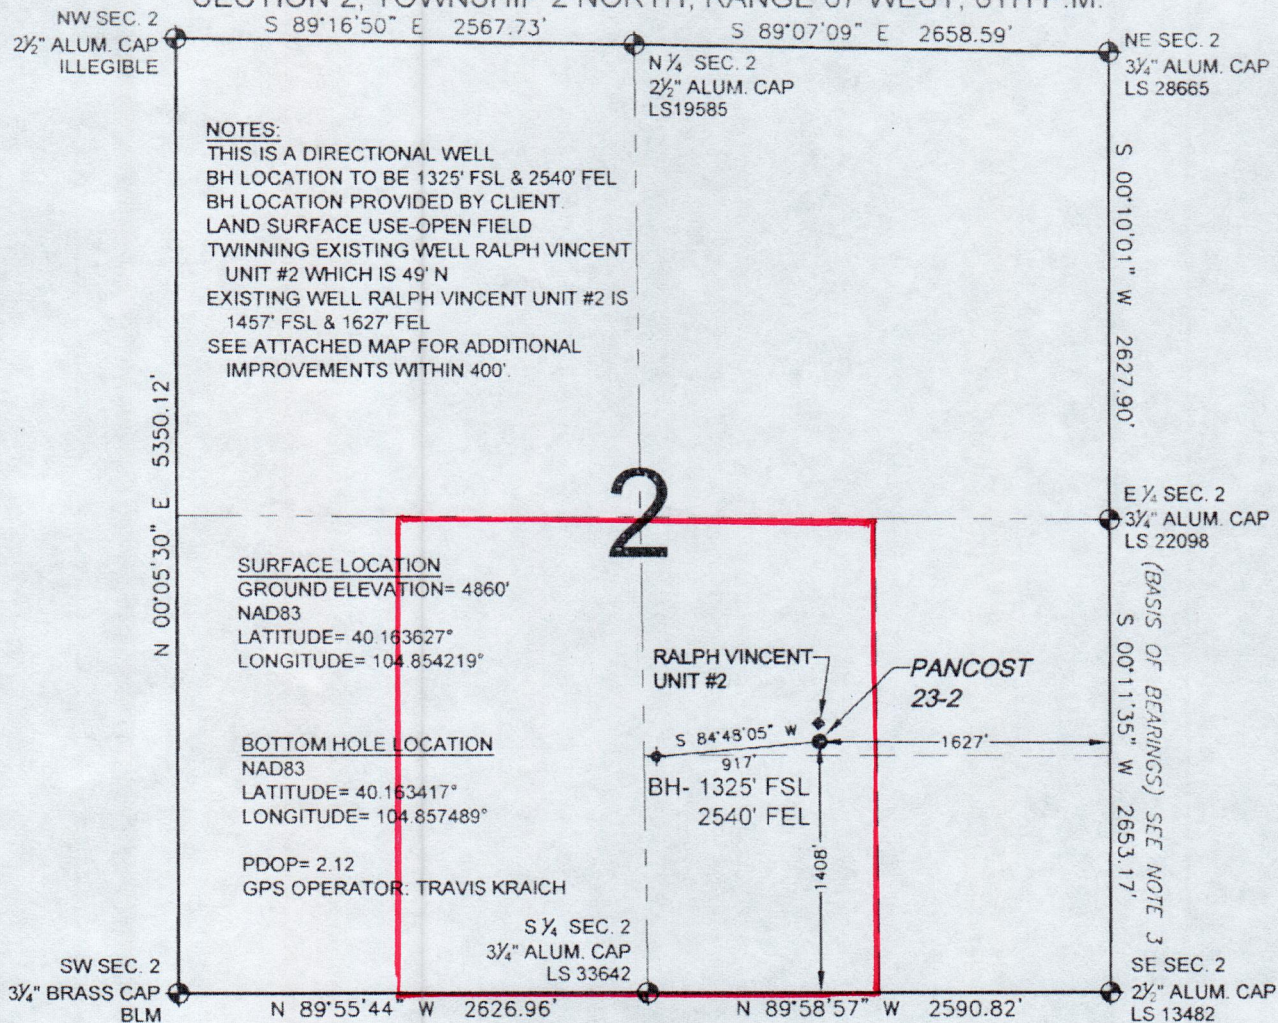 SECTION 2, TOWNSHIP 2 NORTH, RANGE 67 WEST, 6TH P.M.
NW SEC. 2
2½" ALUM. CAP
ILLEGIBLE
S 89°16'50" E 2567.73'
S 89°07'09" E 2658.59'
N ¼ SEC. 2
2½" ALUM. CAP
LS19585
NE SEC. 2
3¼" ALUM. CAP
LS 28665
NOTES:
THIS IS A DIRECTIONAL WELL
BH LOCATION TO BE 1325' FSL & 2540' FEL
BH LOCATION PROVIDED BY CLIENT.
LAND SURFACE USE-OPEN FIELD
TWINNING EXISTING WELL RALPH VINCENT
UNIT #2 WHICH IS 49' N
EXISTING WELL RALPH VINCENT UNIT #2 IS
1457' FSL & 1627' FEL
SEE ATTACHED MAP FOR ADDITIONAL
IMPROVEMENTS WITHIN 400'.
N 00°05'30" E 5350.12'
S 00°10'01" W 2627.90'
2
E ¼ SEC. 2
3¼" ALUM. CAP
LS 22098
SURFACE LOCATION
GROUND ELEVATION= 4860'
NAD83
LATITUDE= 40.163627°
LONGITUDE= 104.854219°
RALPH VINCENT
UNIT #2
PANCOST
23-2
S 84°48'05" W
917'
1627'
BH- 1325' FSL
2540' FEL
1408'
S 00°11'35" W 2653.17'
(BASIS OF BEARINGS) SEE NOTE 3
BOTTOM HOLE LOCATION
NAD83
LATITUDE= 40.163417°
LONGITUDE= 104.857489°
PDOP= 2.12
GPS OPERATOR: TRAVIS KRAICH
S ¼ SEC. 2
3¼" ALUM. CAP
LS 33642
SW SEC. 2
3¼" BRASS CAP
BLM
N 89°55'44" W 2626.96'
N 89°58'57" W 2590.82'
SE SEC. 2
2½" ALUM. CAP
LS 13482